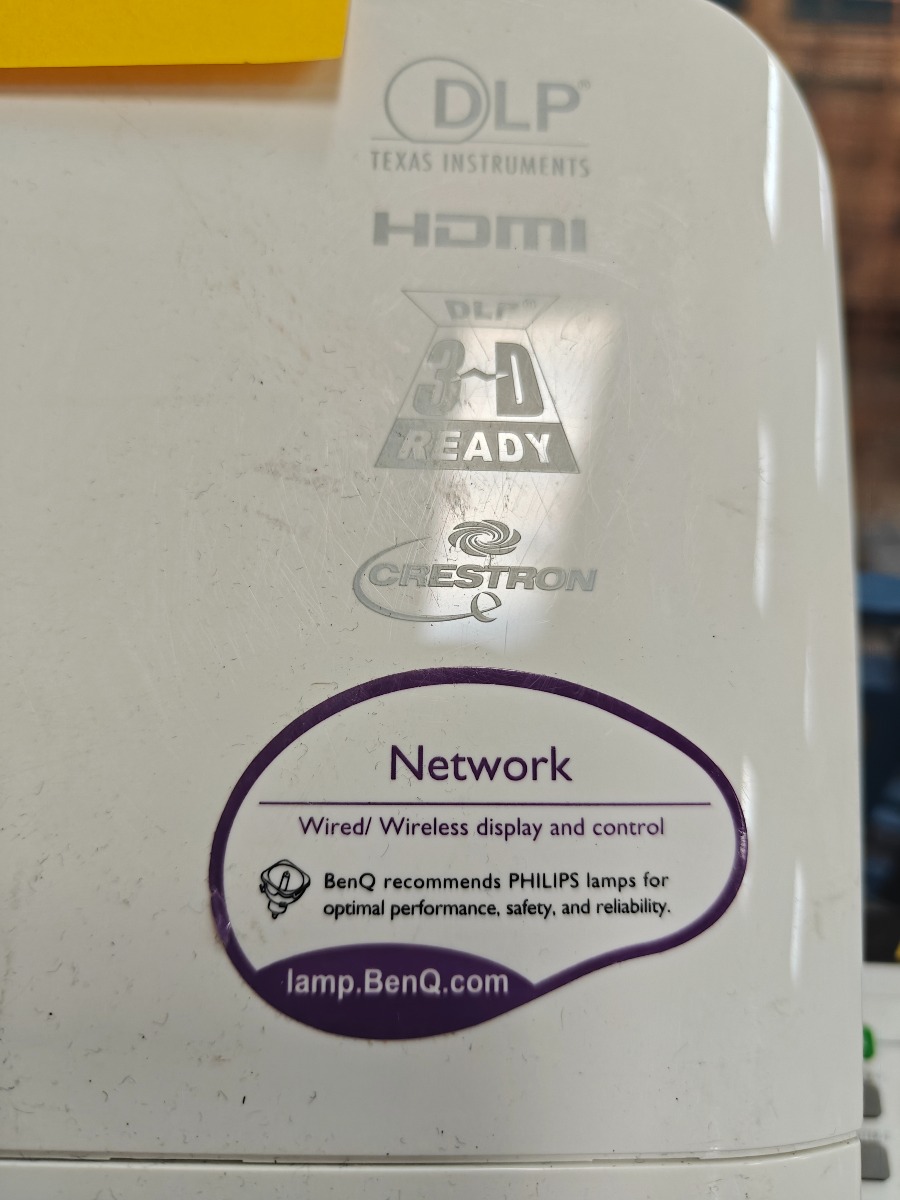 DLP®
TEXAS INSTRUMENTS
HDMI
DLP®
3-D
READY
CRESTRON
e
Network
Wired/ Wireless display and control
BenQ recommends PHILIPS lamps for
optimal performance, safety, and reliability.
lamp.BenQ.com